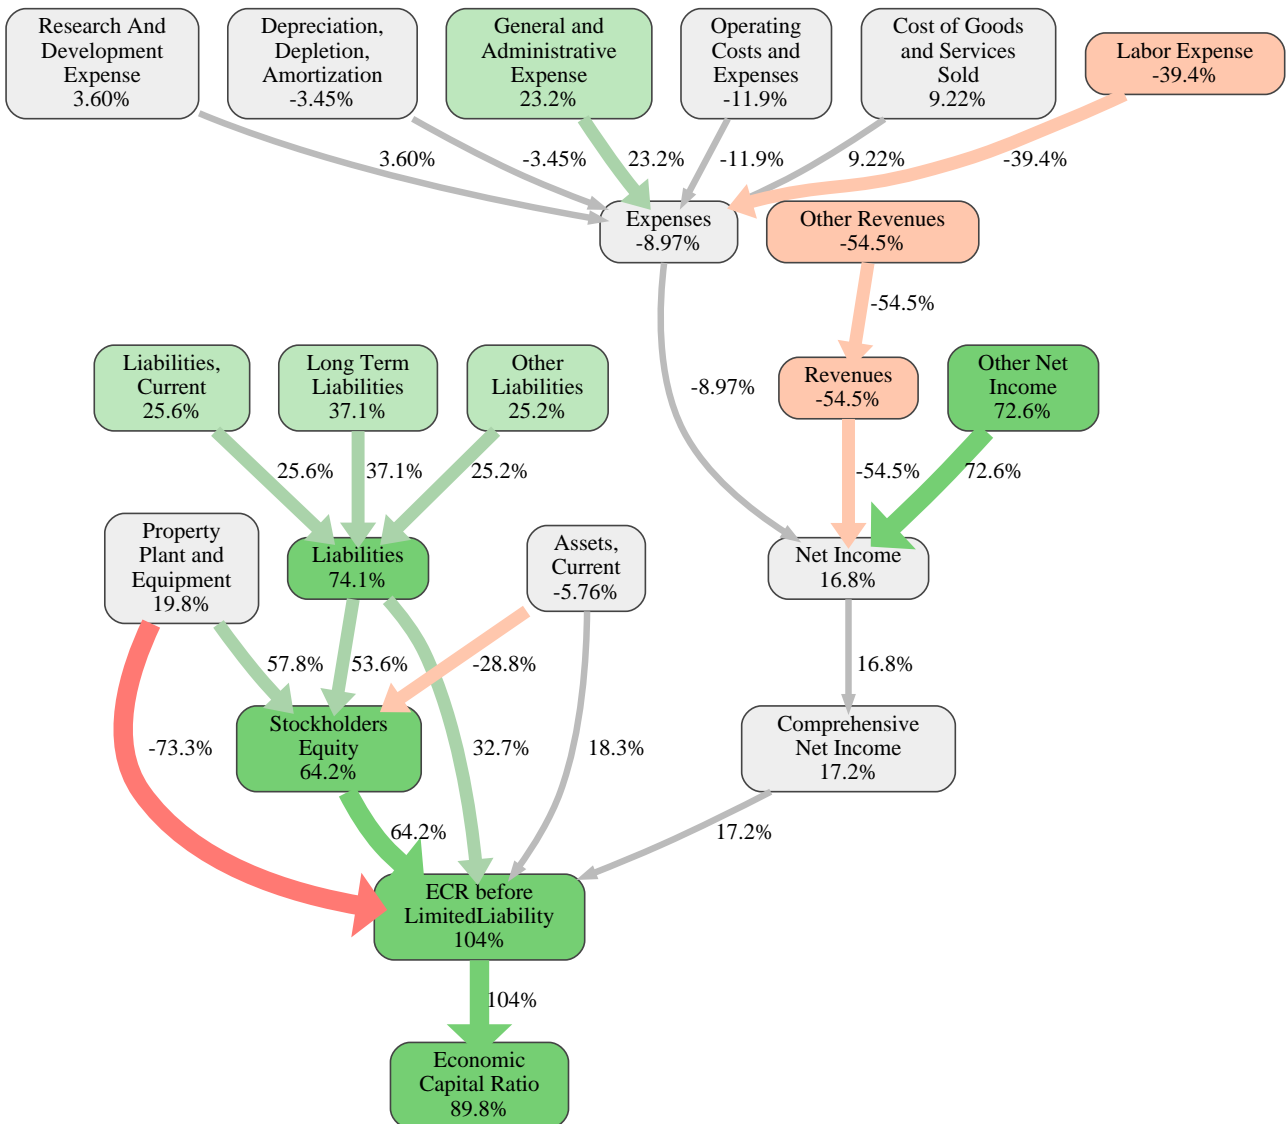 Research And
Development
Expense
3.60%
Depreciation,
Depletion,
Amortization
-3.45%
General and
Administrative
Expense
23.2%
Operating
Costs and
Expenses
-11.9%
Cost of Goods
and Services
Sold
9.22%
Labor Expense
-39.4%
3.60%
-3.45%
23.2%
-11.9%
9.22%
-39.4%
Expenses
-8.97%
Other Revenues
-54.5%
-54.5%
Liabilities,
Current
25.6%
Long Term
Liabilities
37.1%
Other
Liabilities
25.2%
-8.97%
Revenues
-54.5%
Other Net
Income
72.6%
25.6%
37.1%
25.2%
-54.5%
72.6%
Property
Plant and
Equipment
19.8%
Liabilities
74.1%
Assets,
Current
-5.76%
Net Income
16.8%
57.8%
53.6%
-28.8%
16.8%
-73.3%
Stockholders
Equity
64.2%
32.7%
18.3%
Comprehensive
Net Income
17.2%
64.2%
17.2%
ECR before
LimitedLiability
104%
104%
Economic
Capital Ratio
89.8%